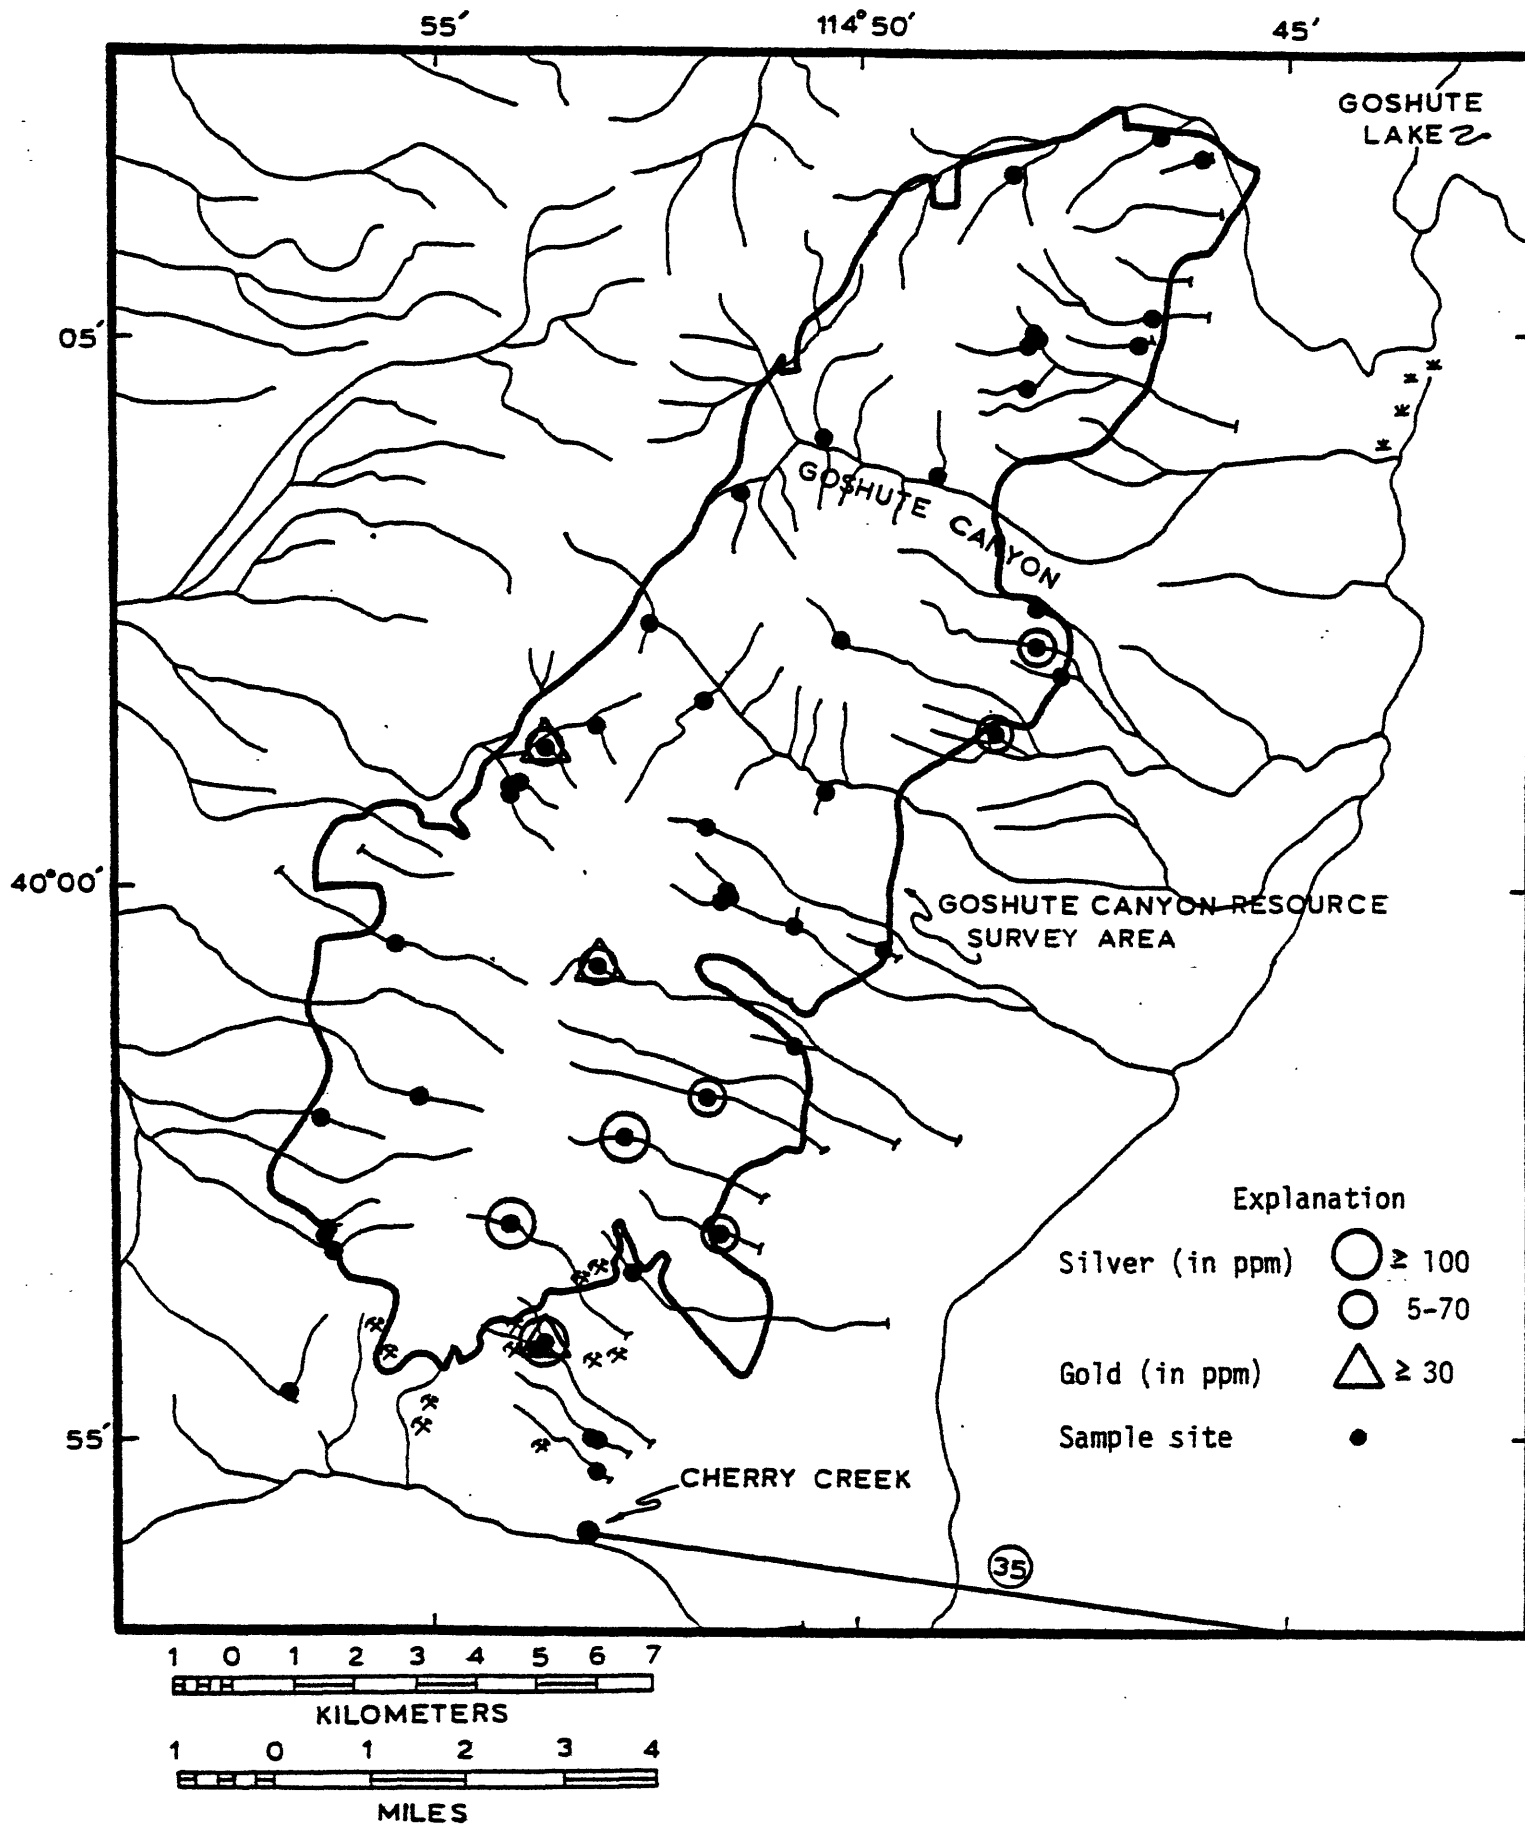 55′ 114°50′ 45′
GOSHUTE
LAKE
05′
GOSHUTE CANYON
40°00′
GOSHUTE CANYON RESOURCE
SURVEY AREA
Explanation
Silver (in ppm) ≥ 100
5-70
Gold (in ppm) ≥ 30
Sample site
55′
CHERRY CREEK
35
1 0 1 2 3 4 5 6 7
KILOMETERS
1 0 1 2 3 4
MILES